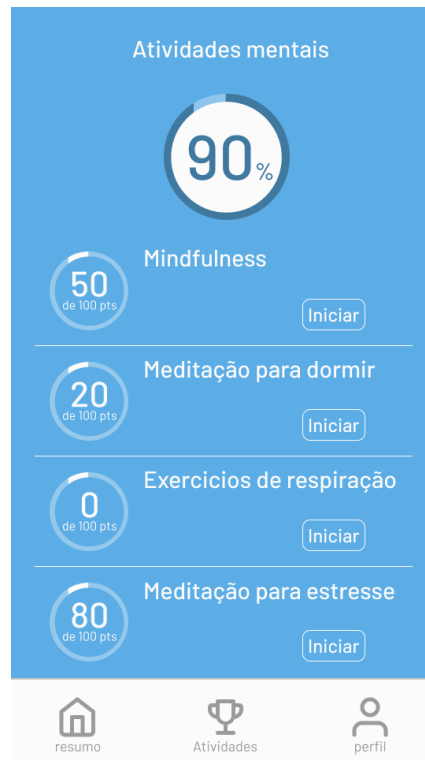 Atividades mentais
90%
Mindfulness
50
de 100 pts
Iniciar
Meditação para dormir
20
de 100 pts
Iniciar
Exercicios de respiração
0
de 100 pts
Iniciar
Meditação para estresse
80
de 100 pts
Iniciar
resumo
Atividades
perfil